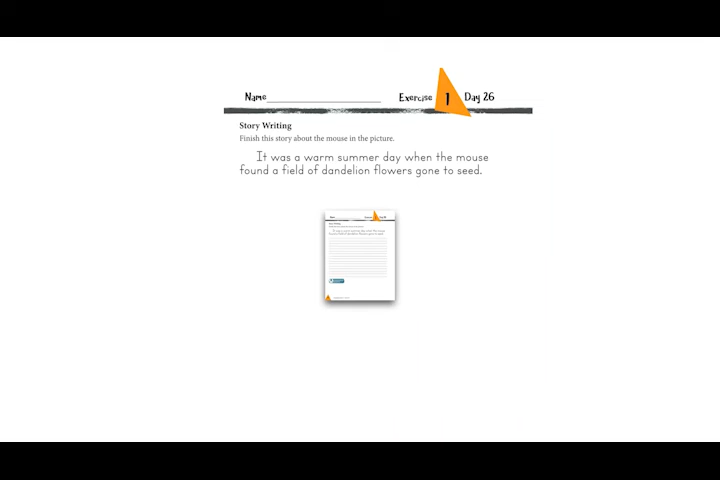 Name
Exercise 1 Day 26
Story Writing
Finish this story about the mouse in the picture.
It was a warm summer day when the mouse
found a field of dandelion flowers gone to seed.